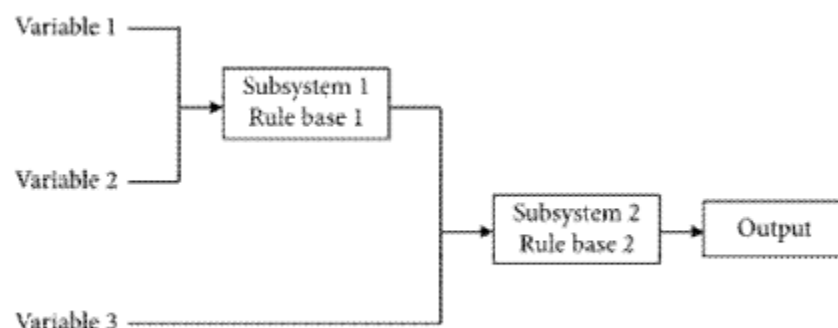 Variable 1
Subsystem 1
Rule base 1
Variable 2
Subsystem 2
Rule base 2
Output
Variable 3